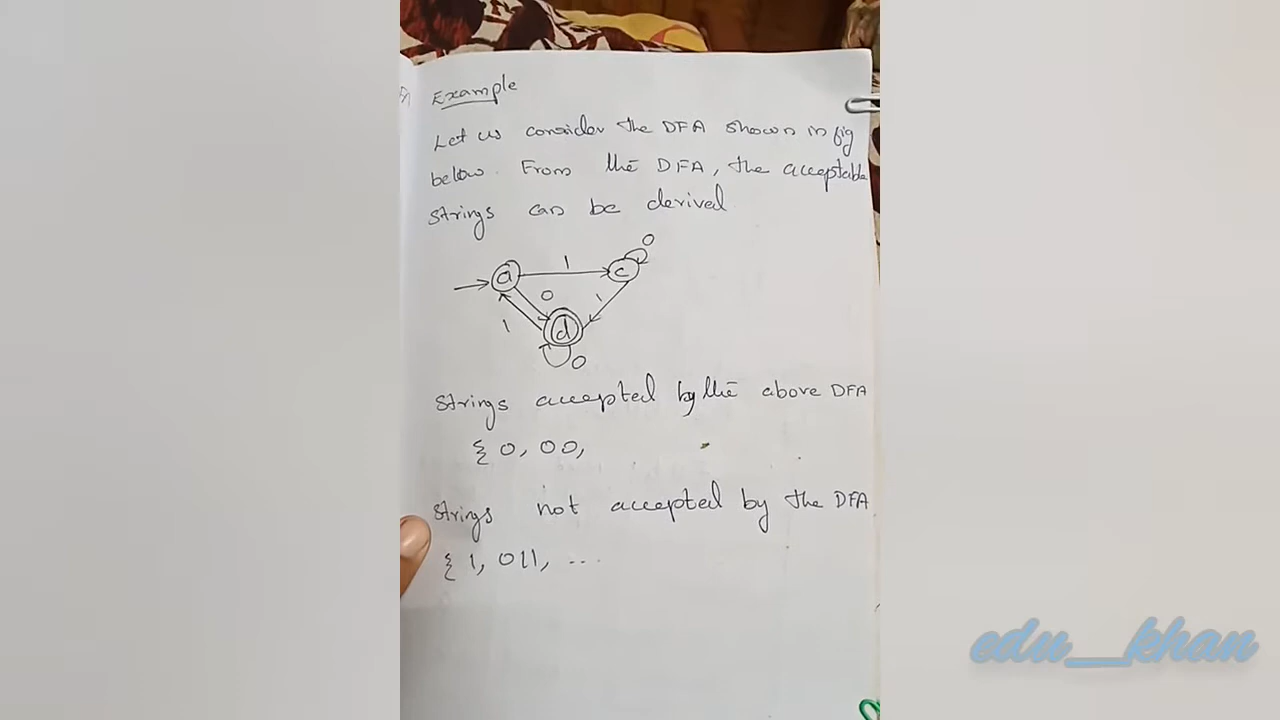 Example
Let us consider the DFA shown in fig
below. From the DFA, the acceptable
strings can be derived
0
1
a
c
0
1
1
d
0
Strings accepted by the above DFA
{ 0, 00,
Strings not accepted by the DFA
{ 1, 011, ...
edu__khan